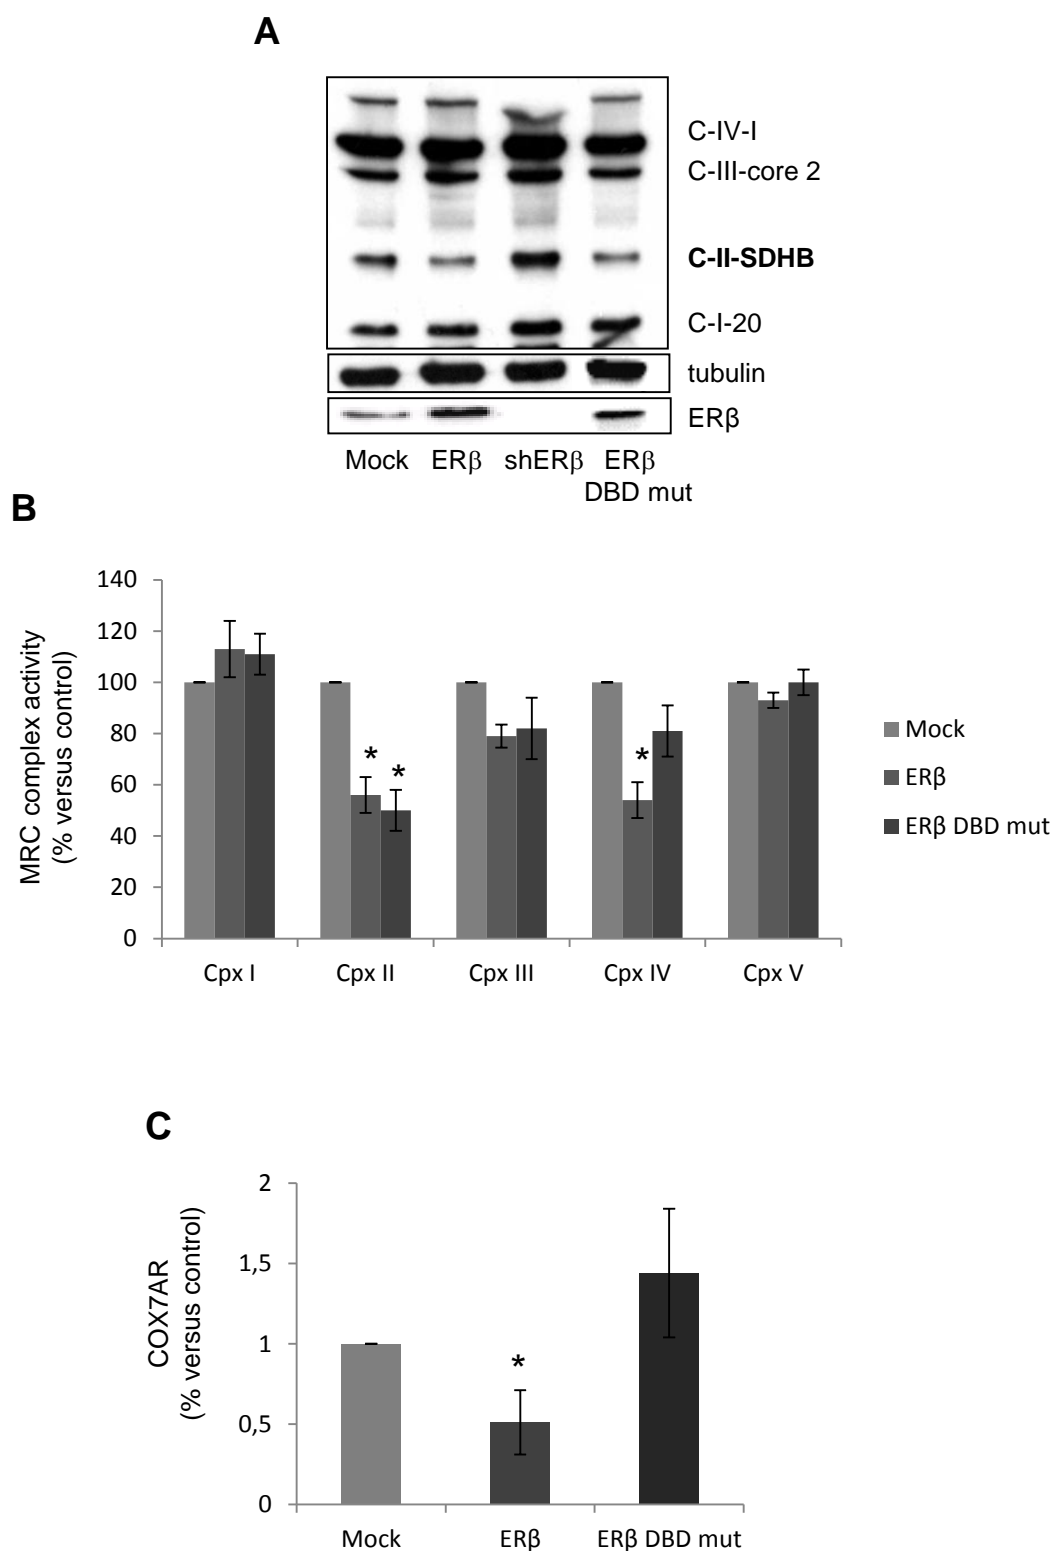 A
C-IV-I
C-III-core 2
C-II-SDHB
C-I-20
tubulin
ERβ
Mock ERβ shERβ ERβ
DBD mut
B
MRC complex activity
(% versus control)
140
120
100
80
60
40
20
0
* * *
Cpx I Cpx II Cpx III Cpx IV Cpx V
Mock
ERβ
ERβ DBD mut
C
COX7AR
(% versus control)
2
1,5
1
0,5
0
*
Mock ERβ ERβ DBD mut